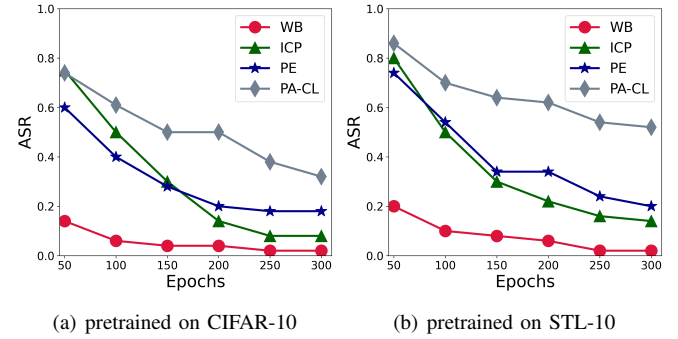 1.0
0.8
0.6
0.4
0.2
0.0
ASR
50 100 150 200 250 300
Epochs
WB
ICP
PE
PA-CL
(a) pretrained on CIFAR-10
1.0
0.8
0.6
0.4
0.2
0.0
ASR
50 100 150 200 250 300
Epochs
WB
ICP
PE
PA-CL
(b) pretrained on STL-10